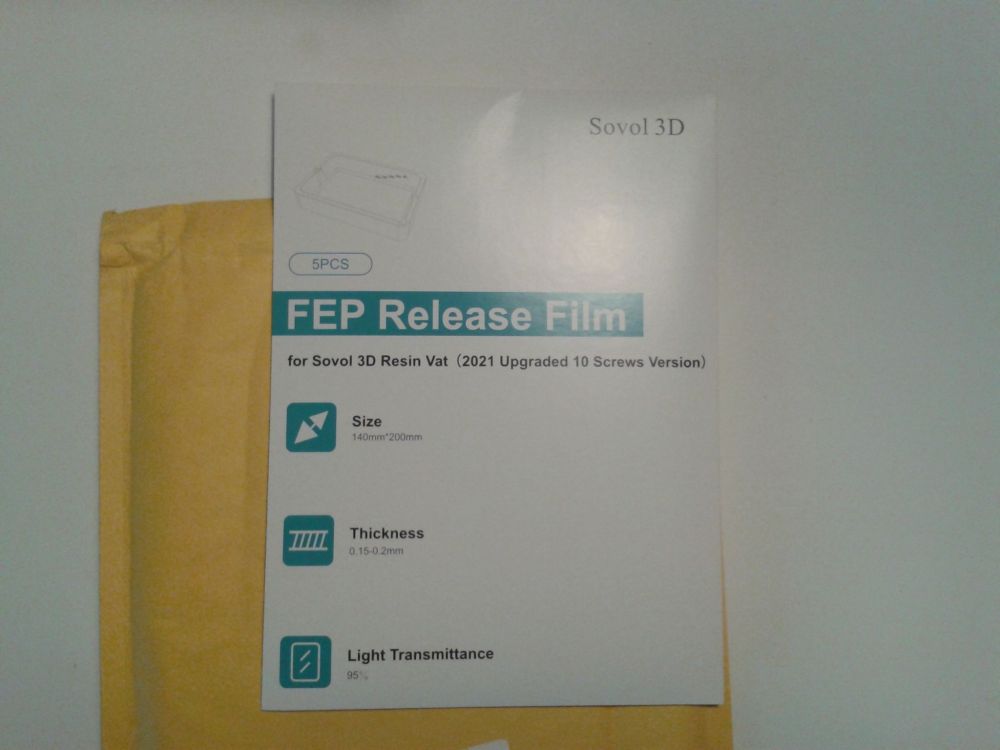 Sovol 3D
5PCS
FEP Release Film
for Sovol 3D Resin Vat（2021 Upgraded 10 Screws Version）
Size
140mm*200mm
Thickness
0.15-0.2mm
Light Transmittance
95%